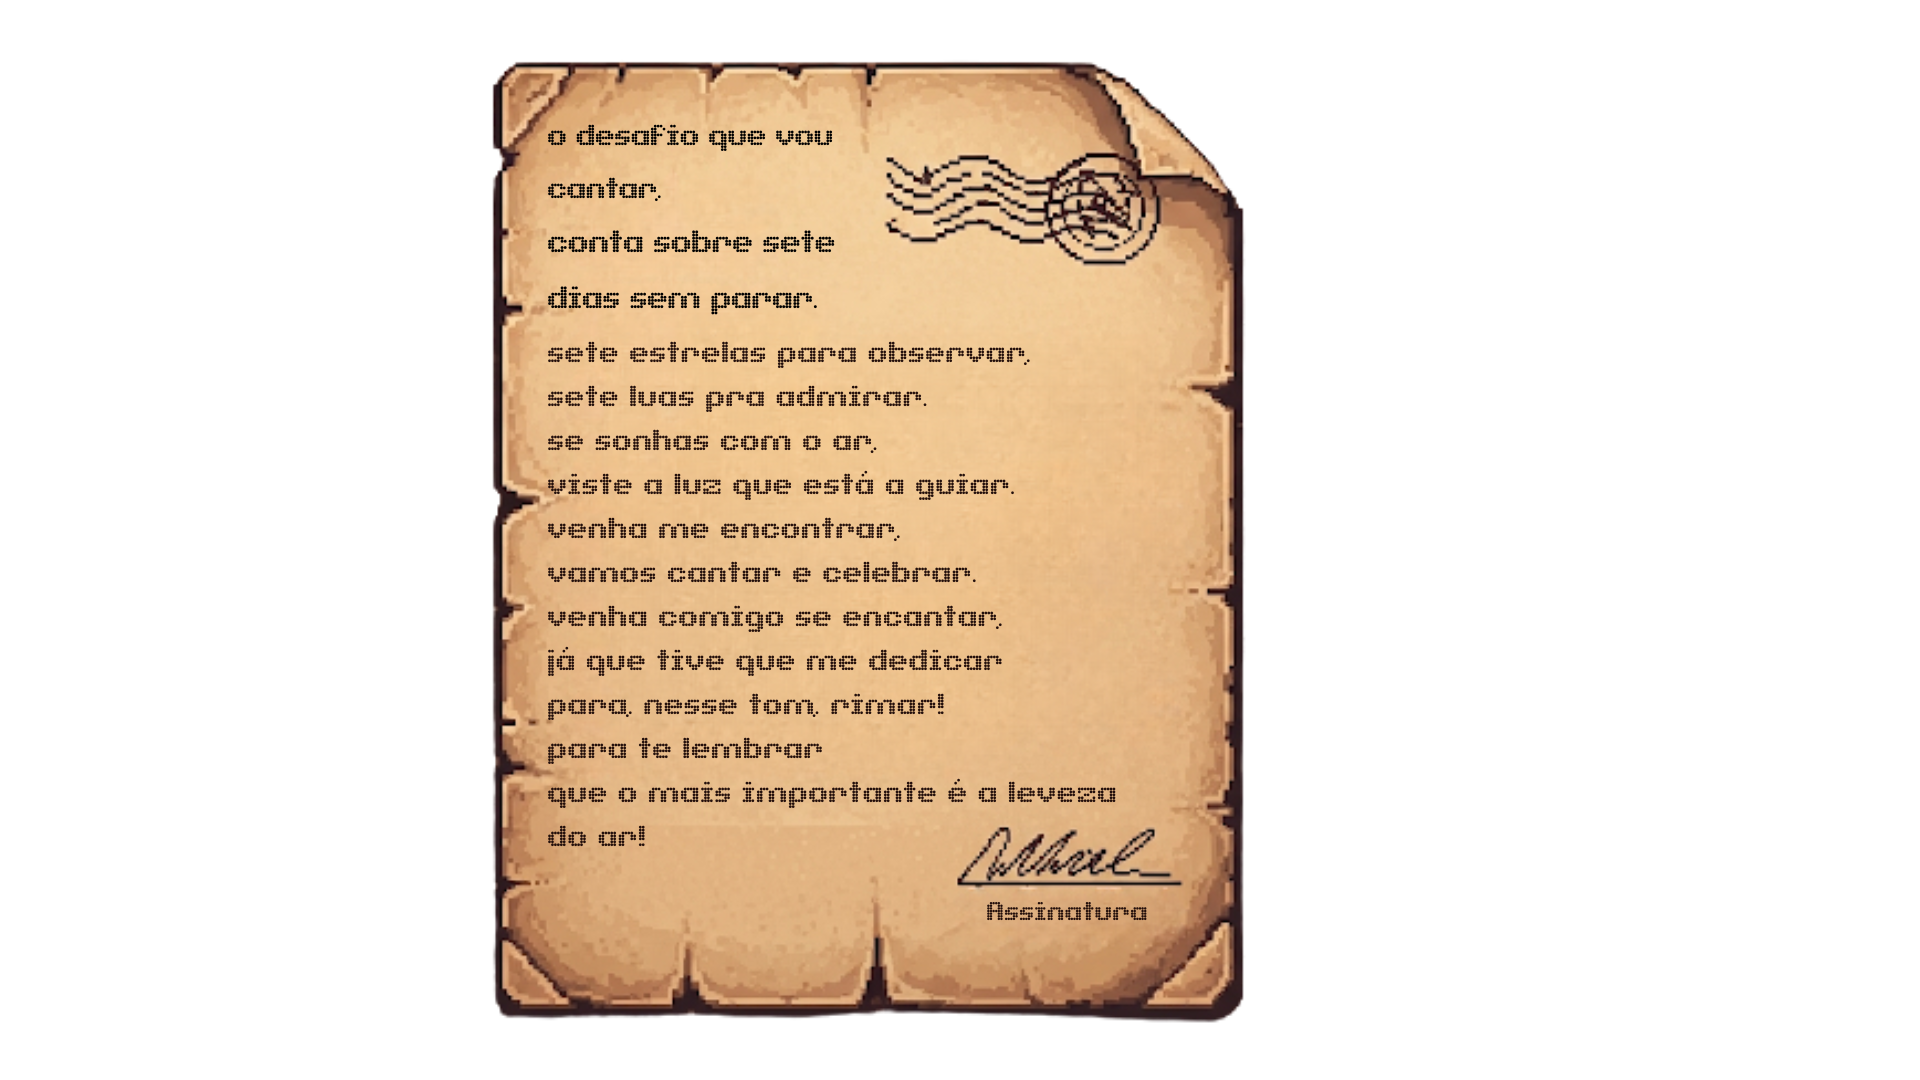 o desafio que vou
cantar,
conta sobre sete
dias sem parar.
sete estrelas para observar,
sete luas pra admirar.
se sonhas com o ar,
viste a luz que está a guiar.
venha me encontrar,
vamos cantar e celebrar.
venha comigo se encantar,
já que tive que me dedicar
para, nesse tom, rimar!
para te lembrar
que o mais importante é a leveza
do ar!
Assinatura